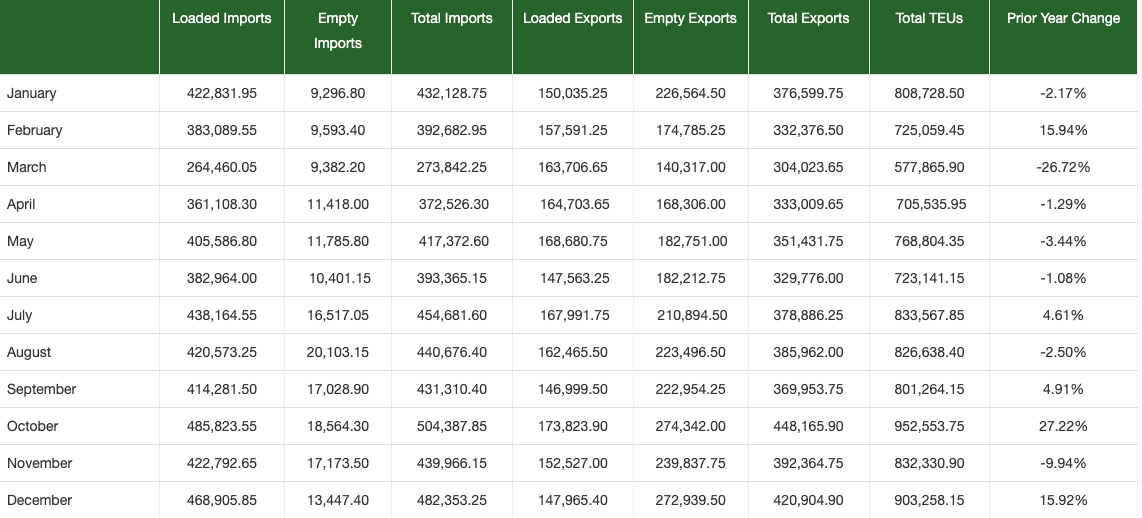 Loaded Imports Empty Imports Total Imports Loaded Exports Empty Exports Total Exports Total TEUs Prior Year Change
January 422,831.95 9,296.80 432,128.75 150,035.25 226,564.50 376,599.75 808,728.50 -2.17%
February 383,089.55 9,593.40 392,682.95 157,591.25 174,785.25 332,376.50 725,059.45 15.94%
March 264,460.05 9,382.20 273,842.25 163,706.65 140,317.00 304,023.65 577,865.90 -26.72%
April 361,108.30 11,418.00 372,526.30 164,703.65 168,306.00 333,009.65 705,535.95 -1.29%
May 405,586.80 11,785.80 417,372.60 168,680.75 182,751.00 351,431.75 768,804.35 -3.44%
June 382,964.00 10,401.15 393,365.15 147,563.25 182,212.75 329,776.00 723,141.15 -1.08%
July 438,164.55 16,517.05 454,681.60 167,991.75 210,894.50 378,886.25 833,567.85 4.61%
August 420,573.25 20,103.15 440,676.40 162,465.50 223,496.50 385,962.00 826,638.40 -2.50%
September 414,281.50 17,028.90 431,310.40 146,999.50 222,954.25 369,953.75 801,264.15 4.91%
October 485,823.55 18,564.30 504,387.85 173,823.90 274,342.00 448,165.90 952,553.75 27.22%
November 422,792.65 17,173.50 439,966.15 152,527.00 239,837.75 392,364.75 832,330.90 -9.94%
December 468,905.85 13,447.40 482,353.25 147,965.40 272,939.50 420,904.90 903,258.15 15.92%